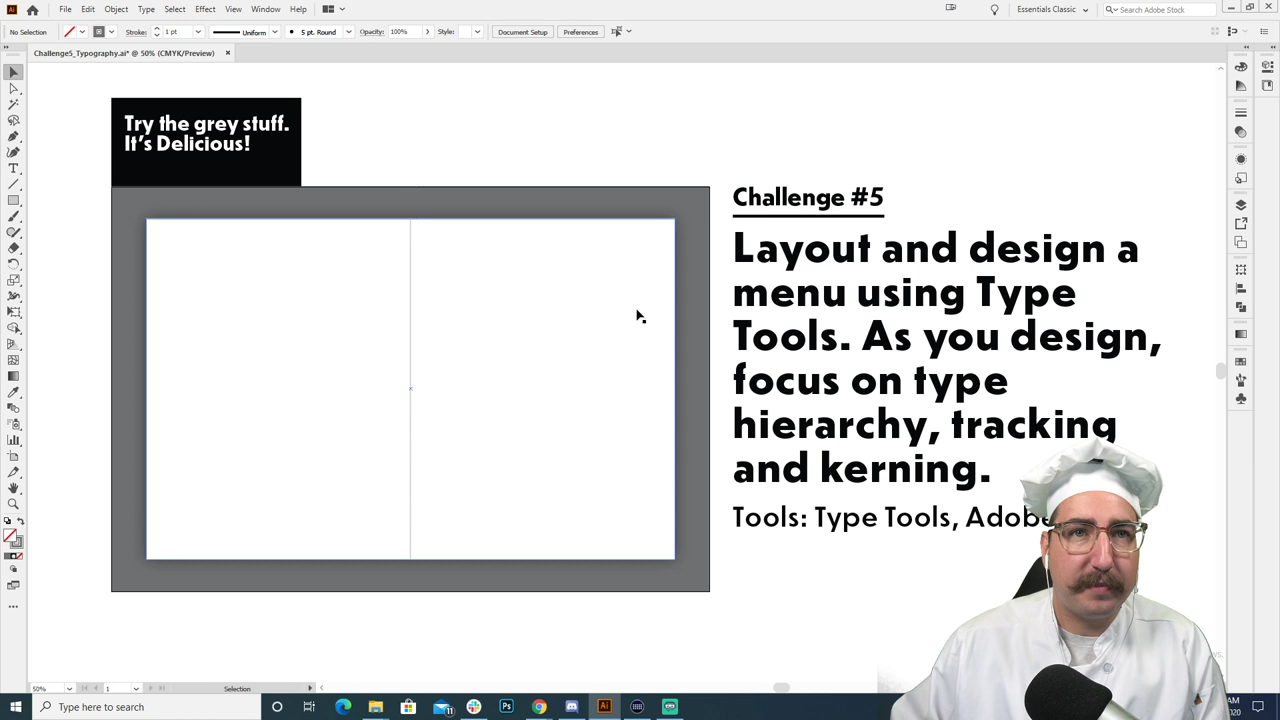 File Edit Object Type Select Effect View Window Help
Essentials Classic
Search Adobe Stock
No Selection Stroke: 1 pt Uniform 5 pt. Round Opacity: 100% Style: Document Setup Preferences
Challenge5_Typography.ai* @ 50% (CMYK/Preview)
Try the grey stuff.
It's Delicious!
Challenge #5
Layout and design a
menu using Type
Tools. As you design,
focus on type
hierarchy, tracking
and kerning.
Tools: Type Tools, Adobe
50% 1 Selection
Type here to search